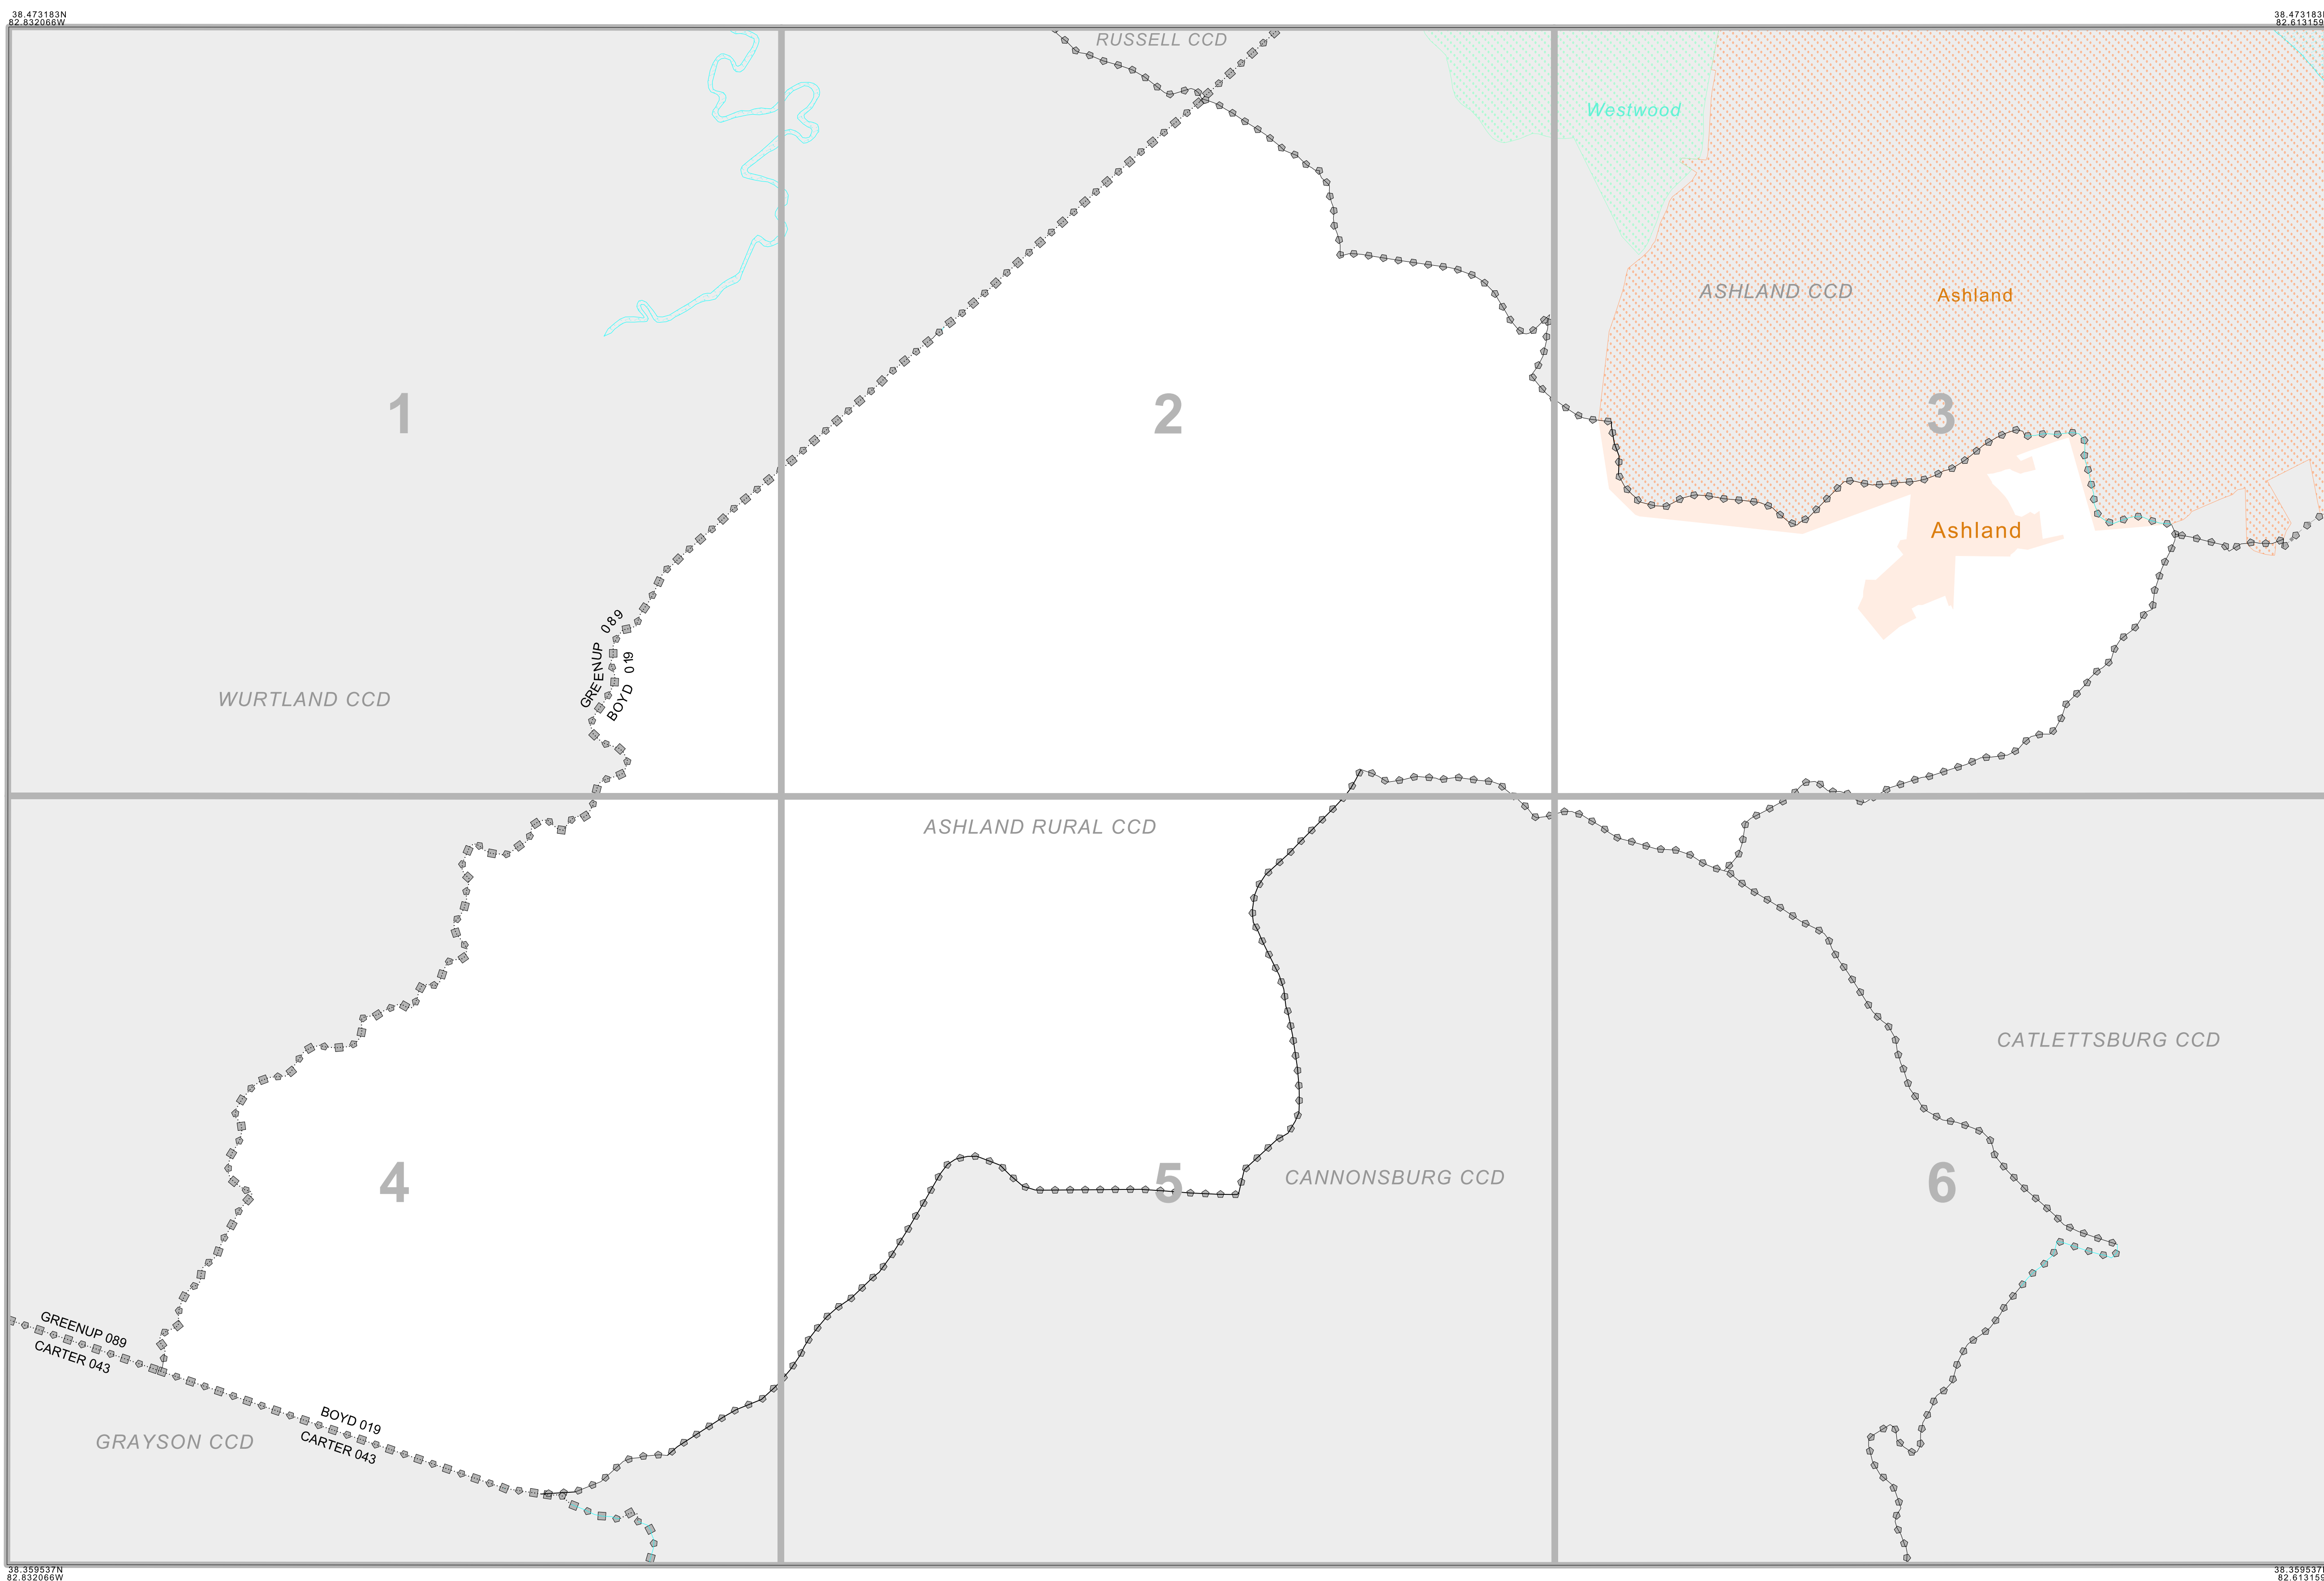 38.473183N
82.832066W
38.473183
82.613159
RUSSELL CCD
Westwood
ASHLAND CCD
Ashland
1
2
3
Ashland
GREENUP 089
BOYD 019
WURTLAND CCD
ASHLAND RURAL CCD
CATLETTSBURG CCD
4
5
6
CANNONSBURG CCD
GREENUP 089
CARTER 043
BOYD 019
CARTER 043
GRAYSON CCD
38.359537N
82.832066W
38.359537
82.613159